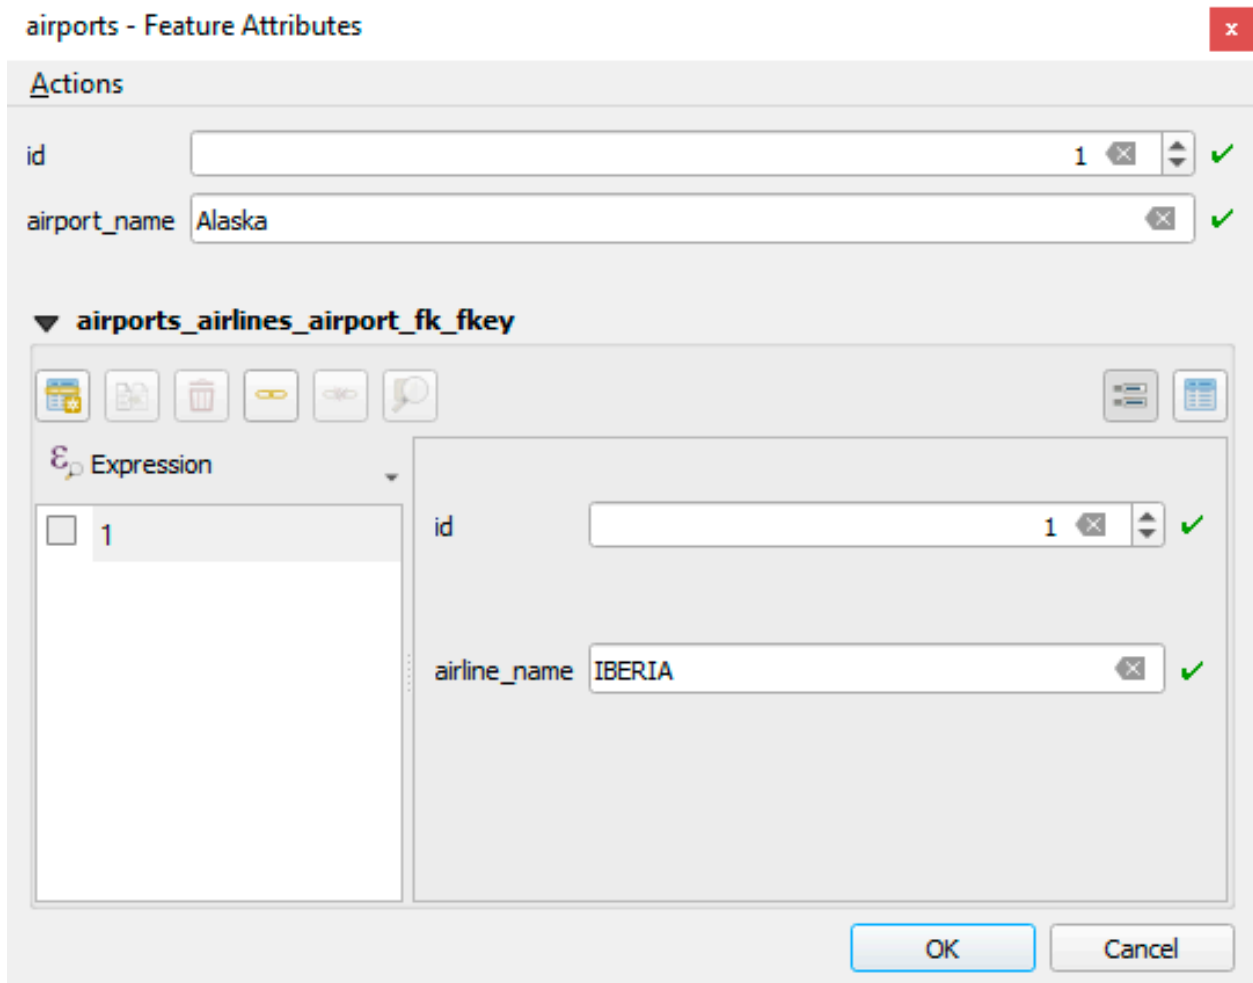 airports - Feature Attributes
x
Actions
id 1
airport_name Alaska
airports_airlines_airport_fk_fkey
ε Expression
1
id 1
airline_name IBERIA
OK Cancel